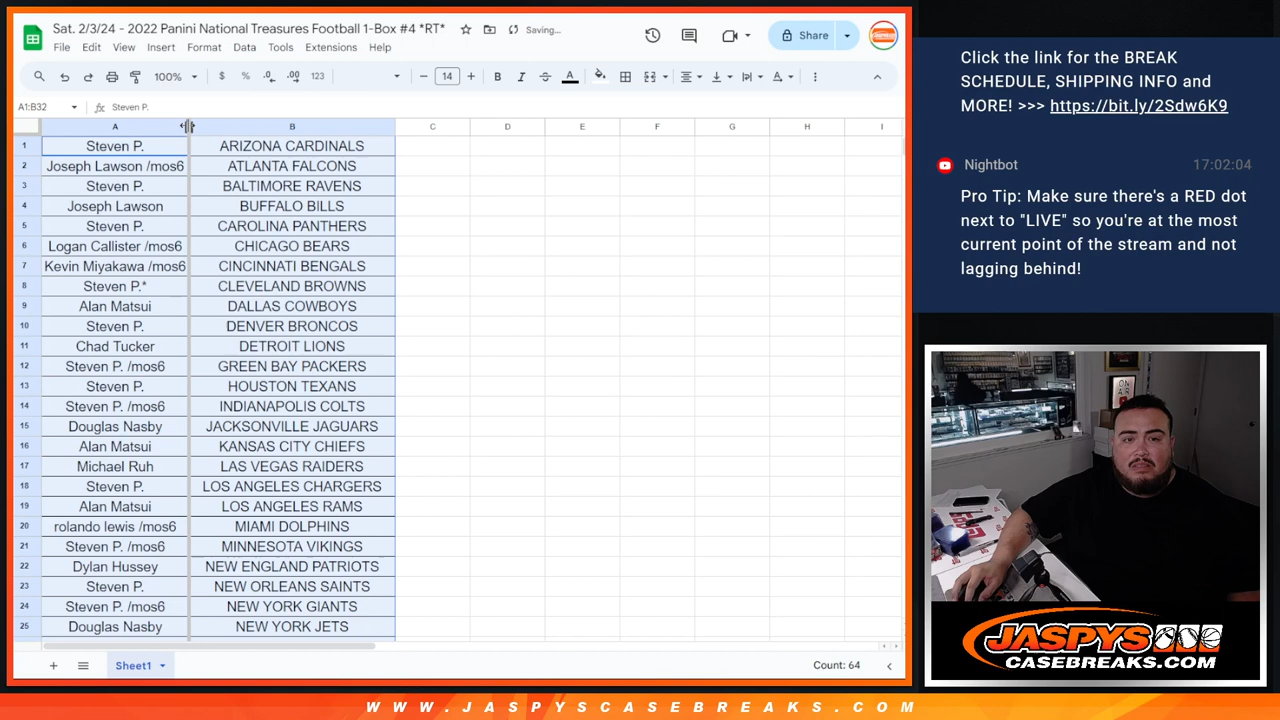 Sat. 2/3/24 - 2022 Panini National Treasures Football 1-Box #4 *RT*
Saving...
File Edit View Insert Format Data Tools Extensions Help
Share
100% $ % .0 .00 123 14 B I A
A1:B32 fx Steven P.
A B C D E F G H I
1 Steven P. ARIZONA CARDINALS
2 Joseph Lawson /mos6 ATLANTA FALCONS
3 Steven P. BALTIMORE RAVENS
4 Joseph Lawson BUFFALO BILLS
5 Steven P. CAROLINA PANTHERS
6 Logan Callister /mos6 CHICAGO BEARS
7 Kevin Miyakawa /mos6 CINCINNATI BENGALS
8 Steven P.* CLEVELAND BROWNS
9 Alan Matsui DALLAS COWBOYS
10 Steven P. DENVER BRONCOS
11 Chad Tucker DETROIT LIONS
12 Steven P. /mos6 GREEN BAY PACKERS
13 Steven P. HOUSTON TEXANS
14 Steven P. /mos6 INDIANAPOLIS COLTS
15 Douglas Nasby JACKSONVILLE JAGUARS
16 Alan Matsui KANSAS CITY CHIEFS
17 Michael Ruh LAS VEGAS RAIDERS
18 Steven P. LOS ANGELES CHARGERS
19 Alan Matsui LOS ANGELES RAMS
20 rolando lewis /mos6 MIAMI DOLPHINS
21 Steven P. /mos6 MINNESOTA VIKINGS
22 Dylan Hussey NEW ENGLAND PATRIOTS
23 Steven P. NEW ORLEANS SAINTS
24 Steven P. /mos6 NEW YORK GIANTS
25 Douglas Nasby NEW YORK JETS
Sheet1
Count: 64
Click the link for the BREAK
SCHEDULE, SHIPPING INFO and
MORE! >>> https://bit.ly/2Sdw6K9
Nightbot 17:02:04
Pro Tip: Make sure there's a RED dot
next to "LIVE" so you're at the most
current point of the stream and not
lagging behind!
ON
AIR
JASPYS
CASEBREAKS.COM
WWW.JASPYSCASEBREAKS.COM